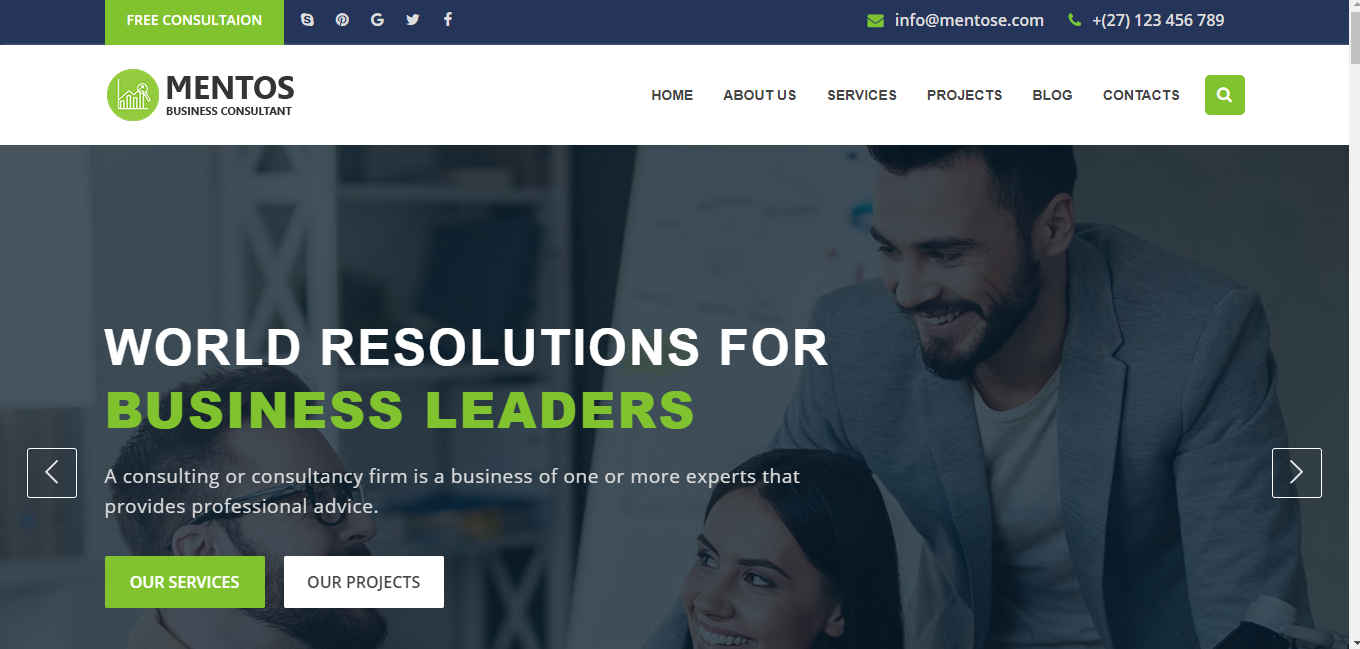 FREE CONSULTAION
info@mentose.com
+(27) 123 456 789
MENTOS
BUSINESS CONSULTANT
HOME
ABOUT US
SERVICES
PROJECTS
BLOG
CONTACTS
WORLD RESOLUTIONS FOR
BUSINESS LEADERS
A consulting or consultancy firm is a business of one or more experts that
provides professional advice.
OUR SERVICES
OUR PROJECTS